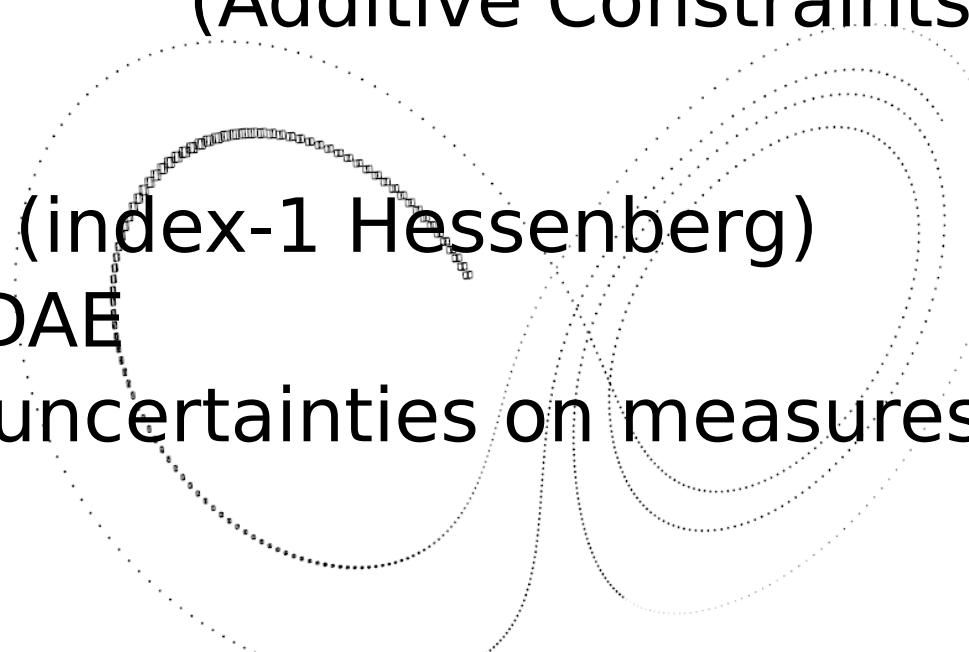 (Additive Constraints
(index-1 Hessenberg)
DAE
uncertainties on measures